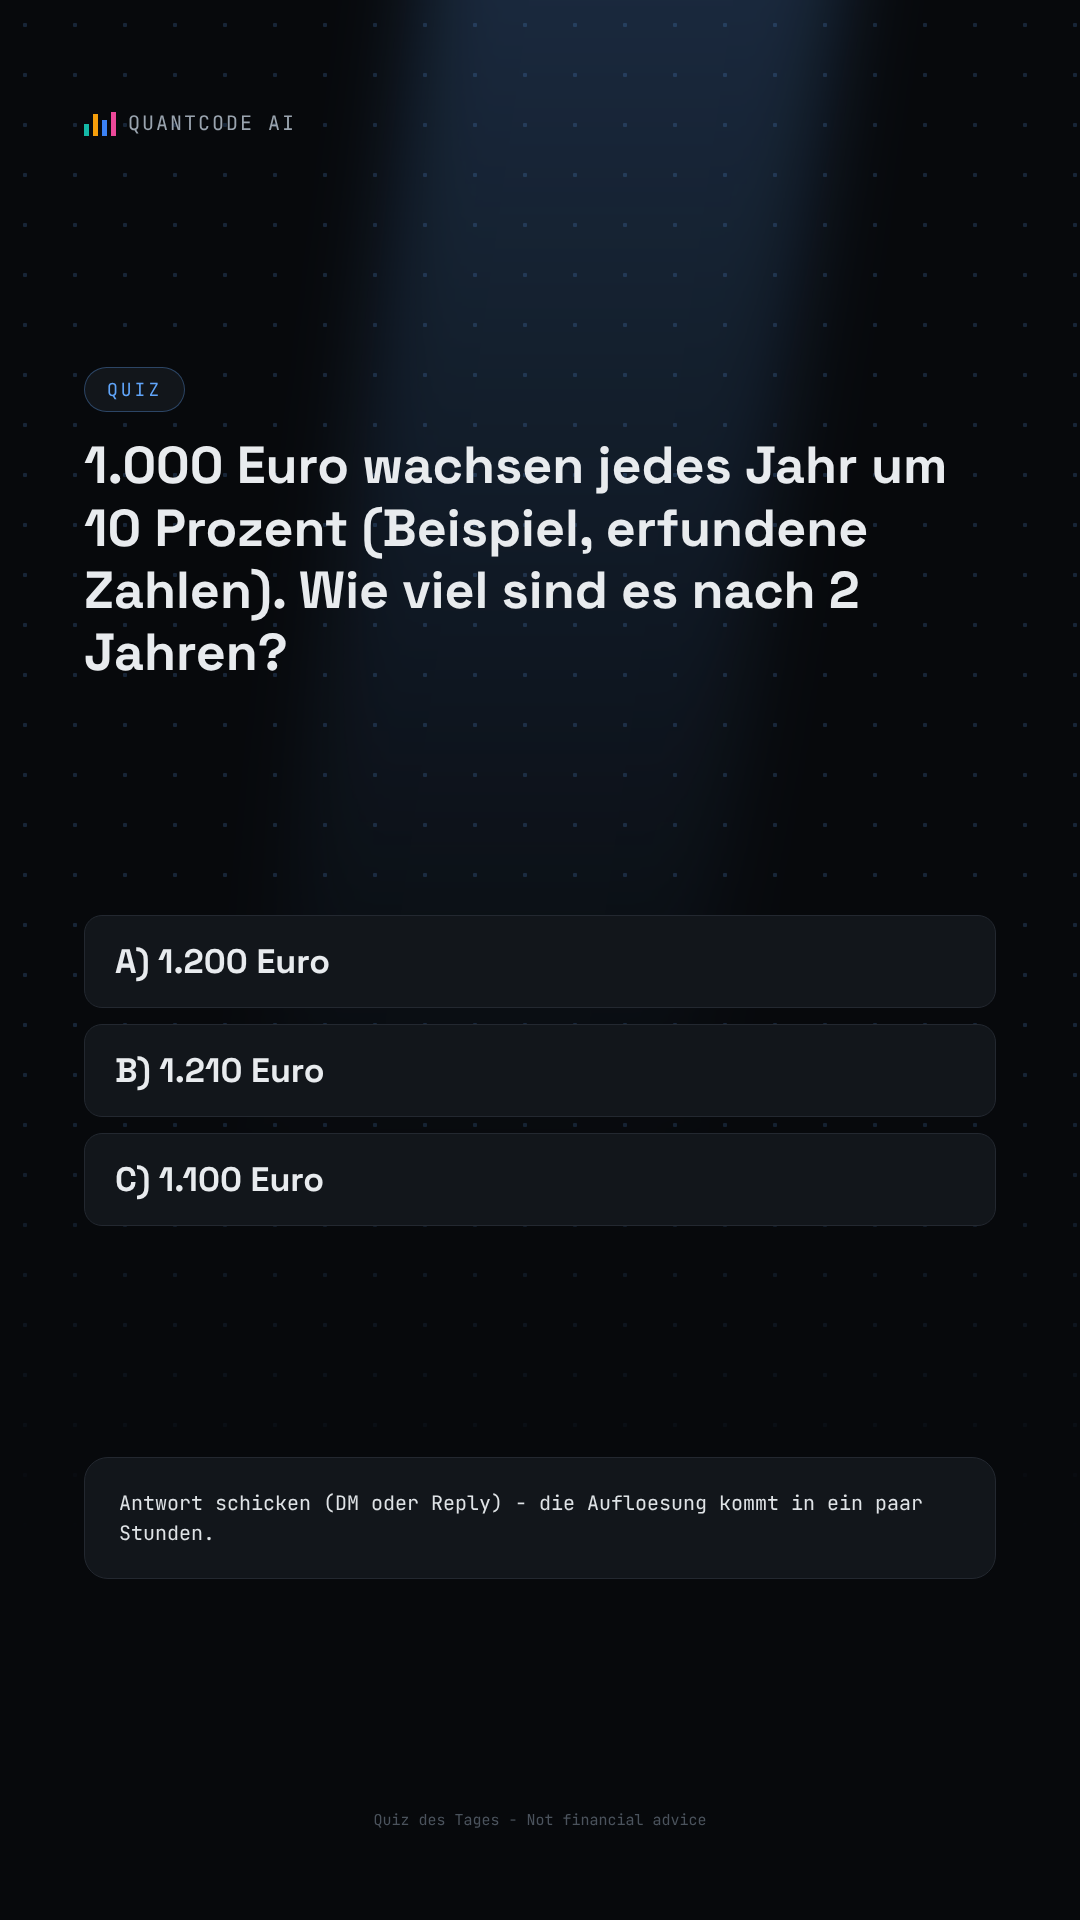 QUANTCODE AI
QUIZ
1.000 Euro wachsen jedes Jahr um
10 Prozent (Beispiel, erfundene
Zahlen). Wie viel sind es nach 2
Jahren?
A) 1.200 Euro
B) 1.210 Euro
C) 1.100 Euro
Antwort schicken (DM oder Reply) - die Aufloesung kommt in ein paar
Stunden.
Quiz des Tages - Not financial advice